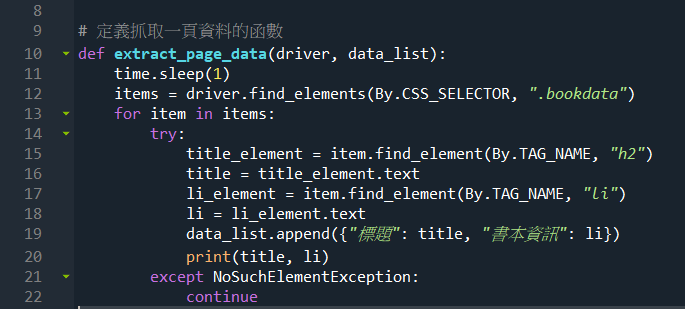 8
9 # 定義抓取一頁資料的函數
10 def extract_page_data(driver, data_list):
11     time.sleep(1)
12     items = driver.find_elements(By.CSS_SELECTOR, ".bookdata")
13     for item in items:
14         try:
15             title_element = item.find_element(By.TAG_NAME, "h2")
16             title = title_element.text
17             li_element = item.find_element(By.TAG_NAME, "li")
18             li = li_element.text
19             data_list.append({"標題": title, "書本資訊": li})
20             print(title, li)
21         except NoSuchElementException:
22             continue